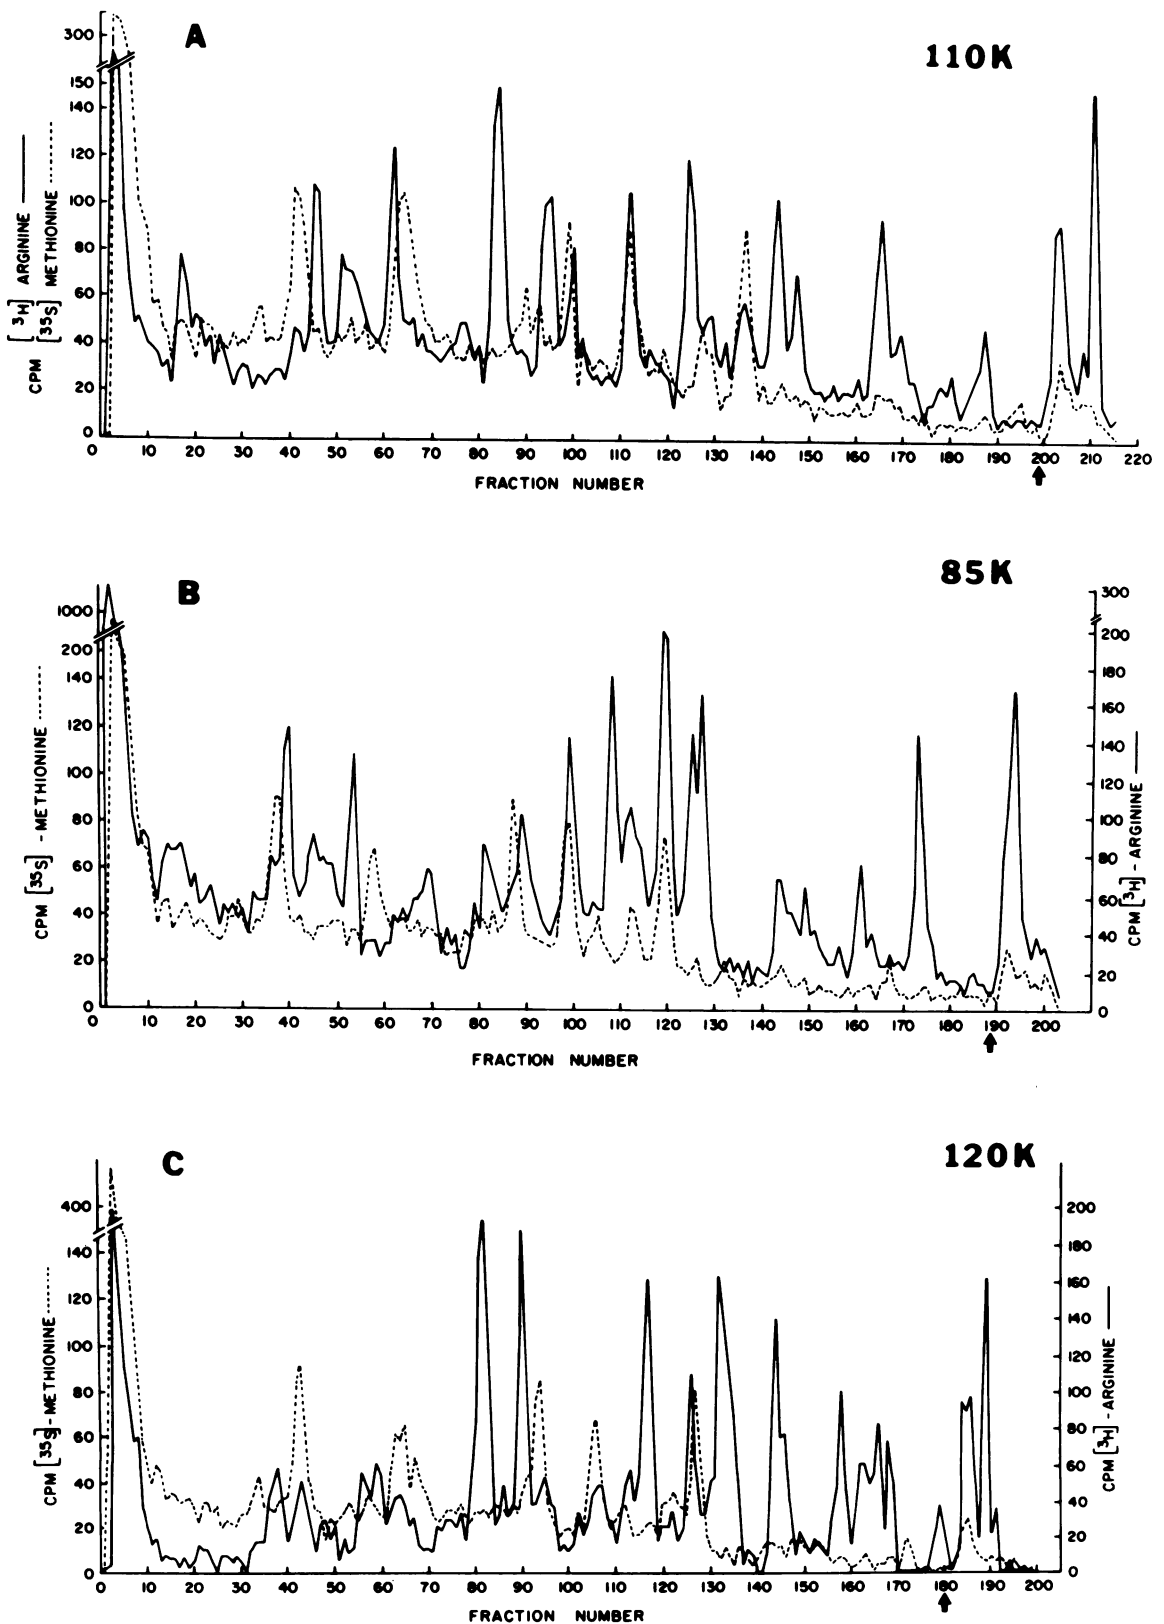 A
110K
300
150
140
120
100
80
60
40
20
0
CPM [3H] ARGININE
[35S] METHIONINE
0 10 20 30 40 50 60 70 80 90 100 110 120 130 140 150 160 170 180 190 200 210 220
FRACTION NUMBER
B
85K
1000
200
140
120
100
80
60
40
20
0
CPM [35S] - METHIONINE
300
200
180
160
140
120
100
80
60
40
20
0
CPM [3H] - ARGININE
0 10 20 30 40 50 60 70 80 90 100 110 120 130 140 150 160 170 185 190 200
FRACTION NUMBER
C
120K
400
140
120
100
80
60
40
20
0
CPM [35S] - METHIONINE
200
180
160
140
120
100
80
60
40
20
0
CPM [3H] - ARGININE
0 10 20 30 40 50 60 70 80 90 100 110 120 130 140 150 160 170 180 190 200
FRACTION NUMBER